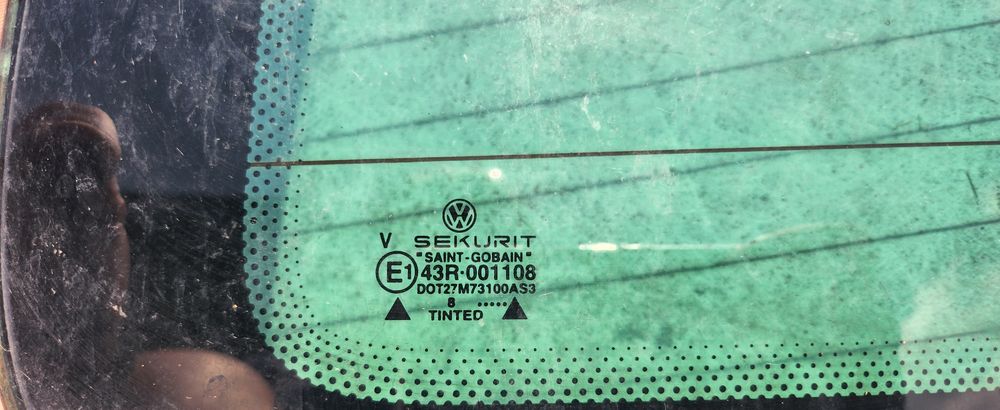 V SEKURIT
"SAINT-GOBAIN"
E1 43R-001108
DOT27M73100AS3
8 .....
TINTED